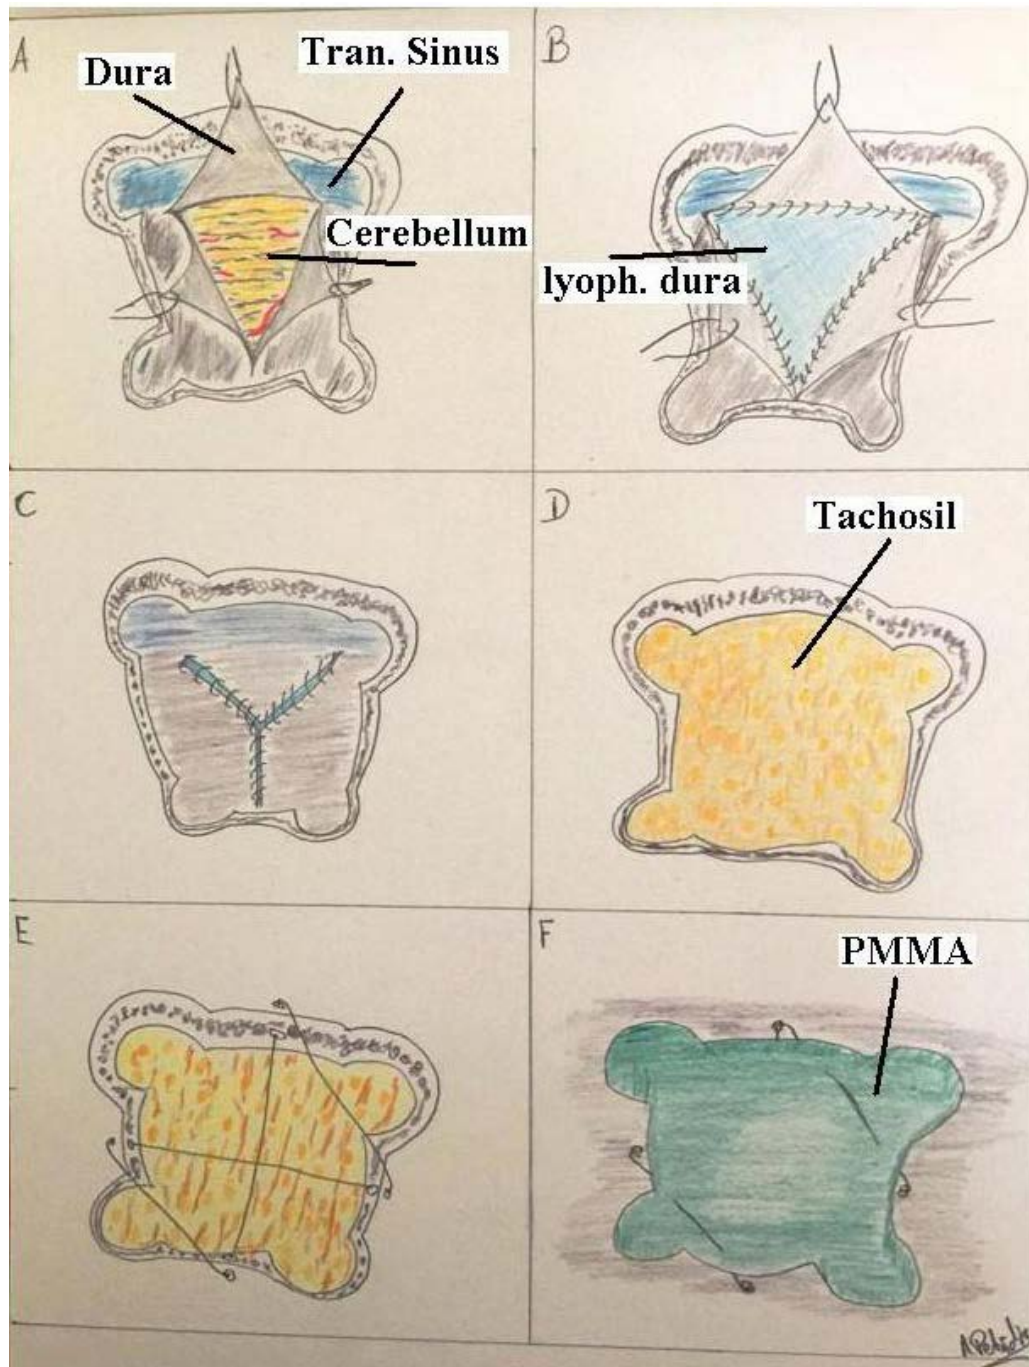 A
Dura
Tran. Sinus
Cerebellum
B
lyoph. dura
C
D
Tachosil
E
F
PMMA